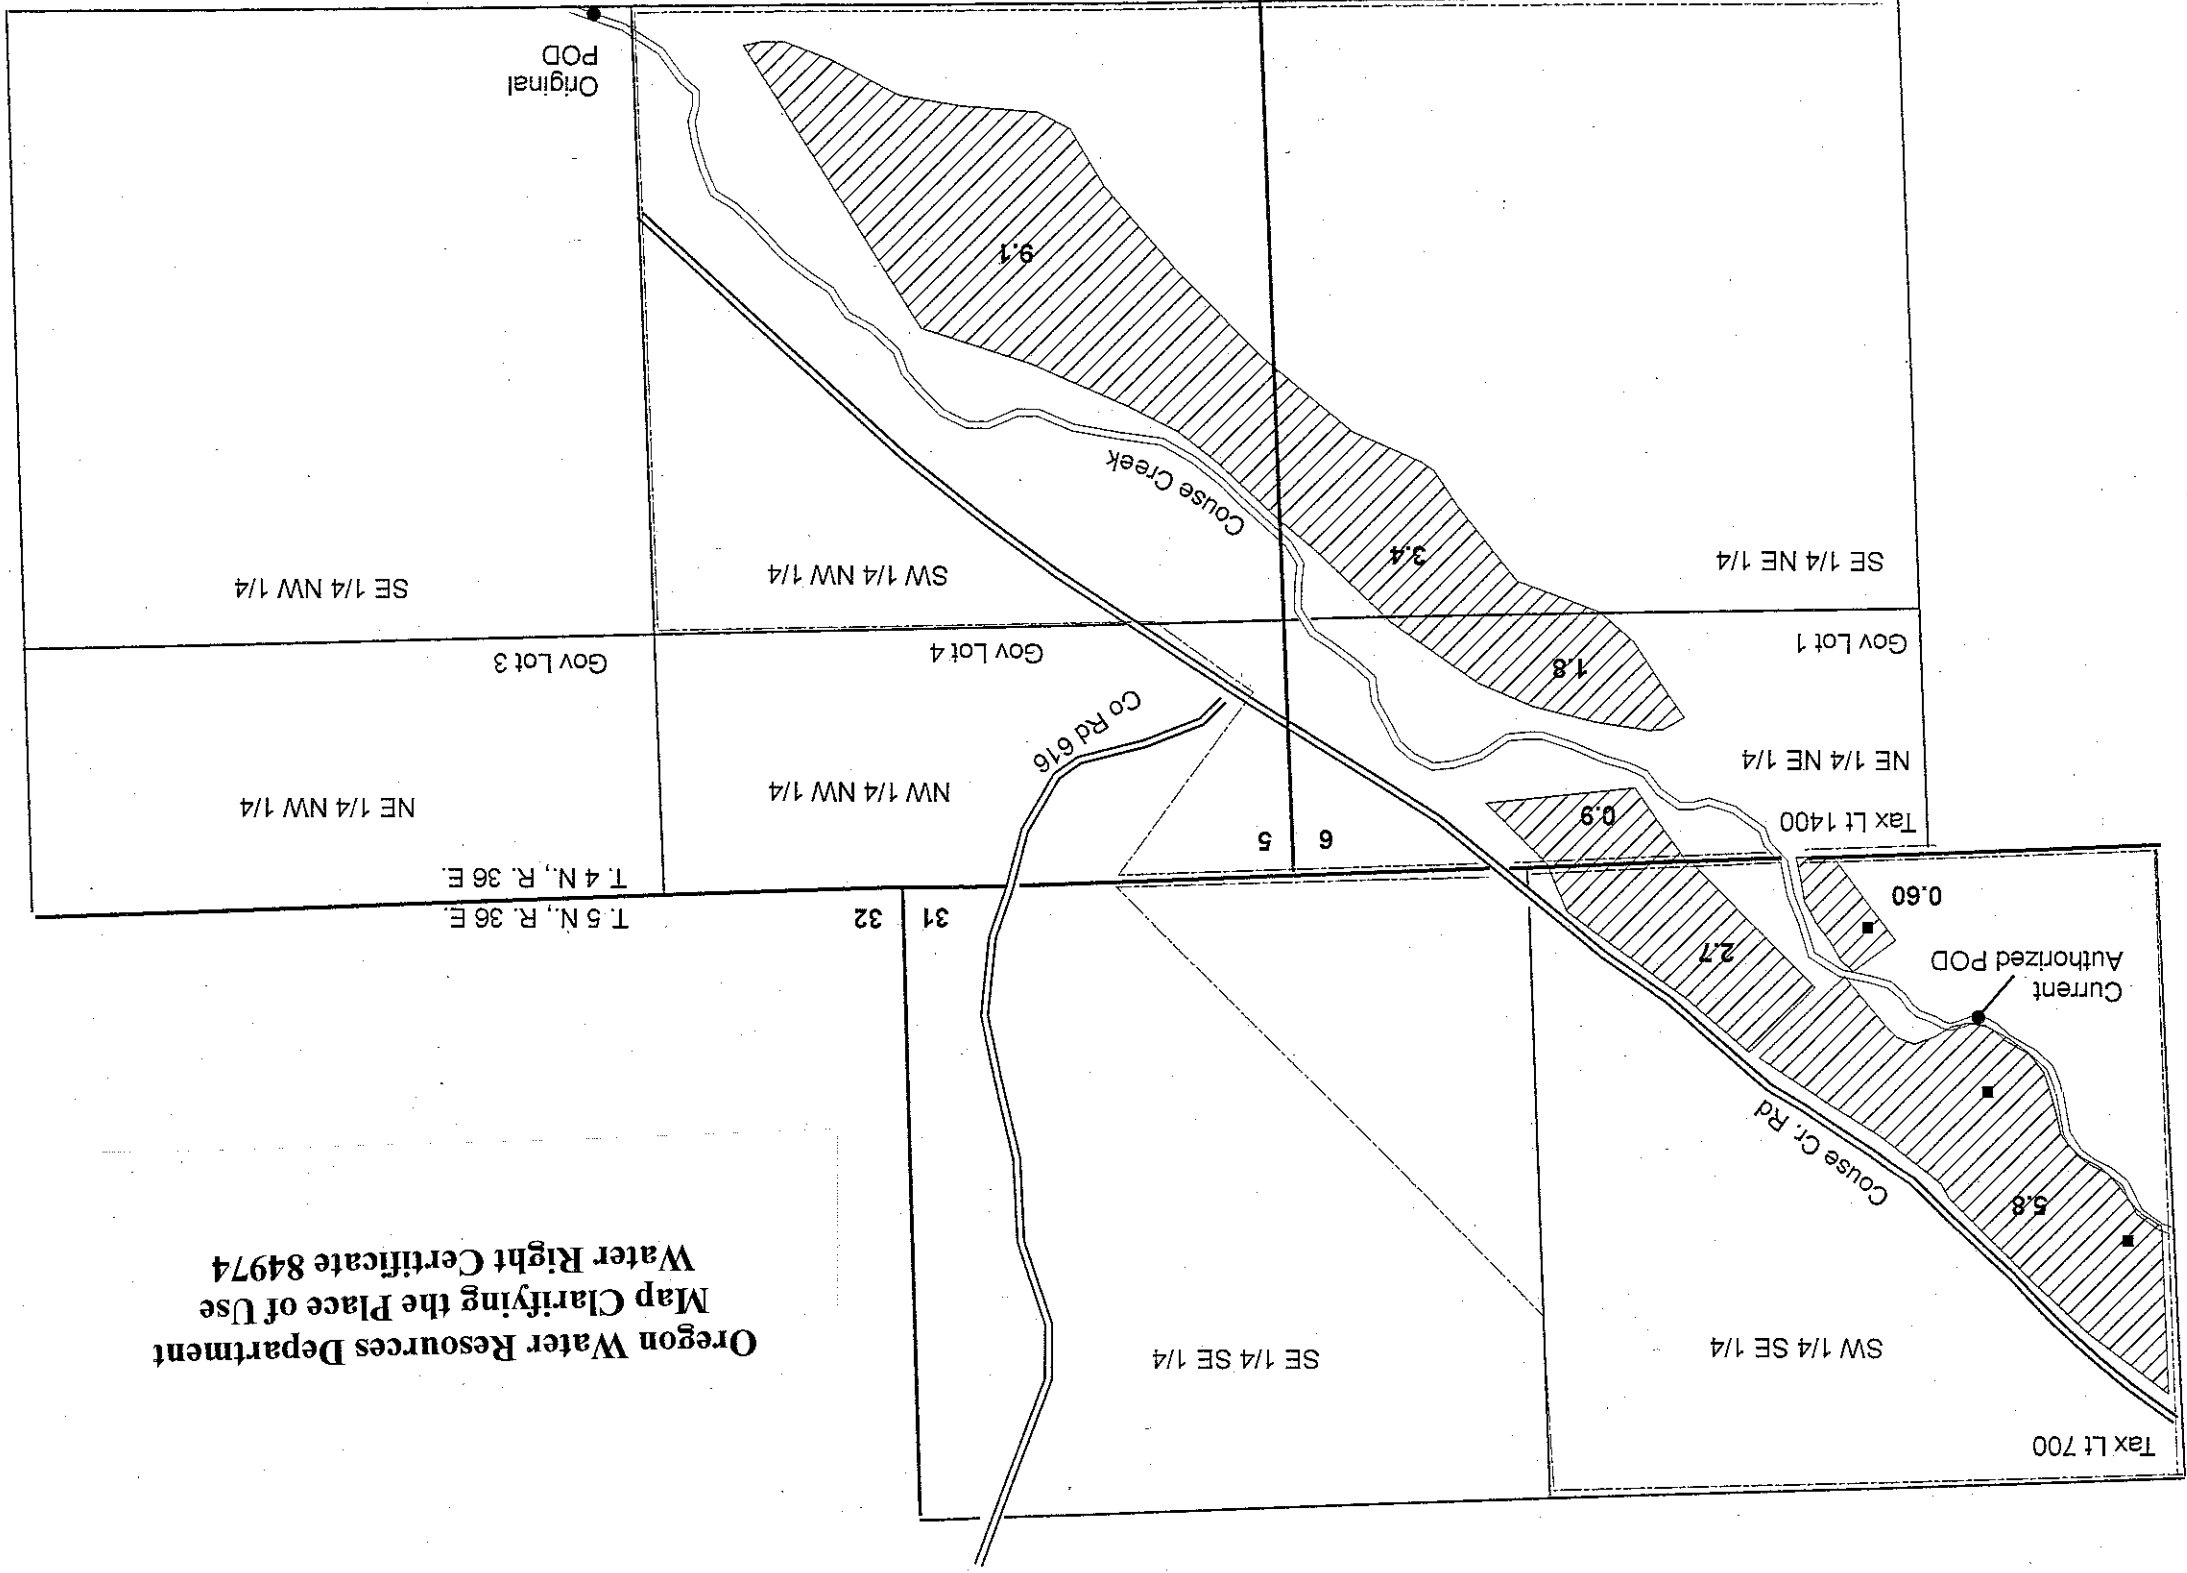 Tax Lt 700
SW 1/4 SE 1/4
SE 1/4 SE 1/4
Oregon Water Resources Department
Map Clarifying the Place of Use
Water Right Certificate 84974
5.8
Couse Cr. Rd
Current
Authorized POD
2.7
0.60
31
32
T. 5 N., R. 36 E.
T. 4 N., R. 36 E.
Tax Lt 1400
0.9
6
5
NE 1/4 NE 1/4
NW 1/4 NW 1/4
NE 1/4 NW 1/4
Co Rd 616
Gov Lot 1
1.8
Gov Lot 4
Gov Lot 3
SE 1/4 NE 1/4
3.4
SW 1/4 NW 1/4
SE 1/4 NW 1/4
Couse Creek
9.1
Original
POD